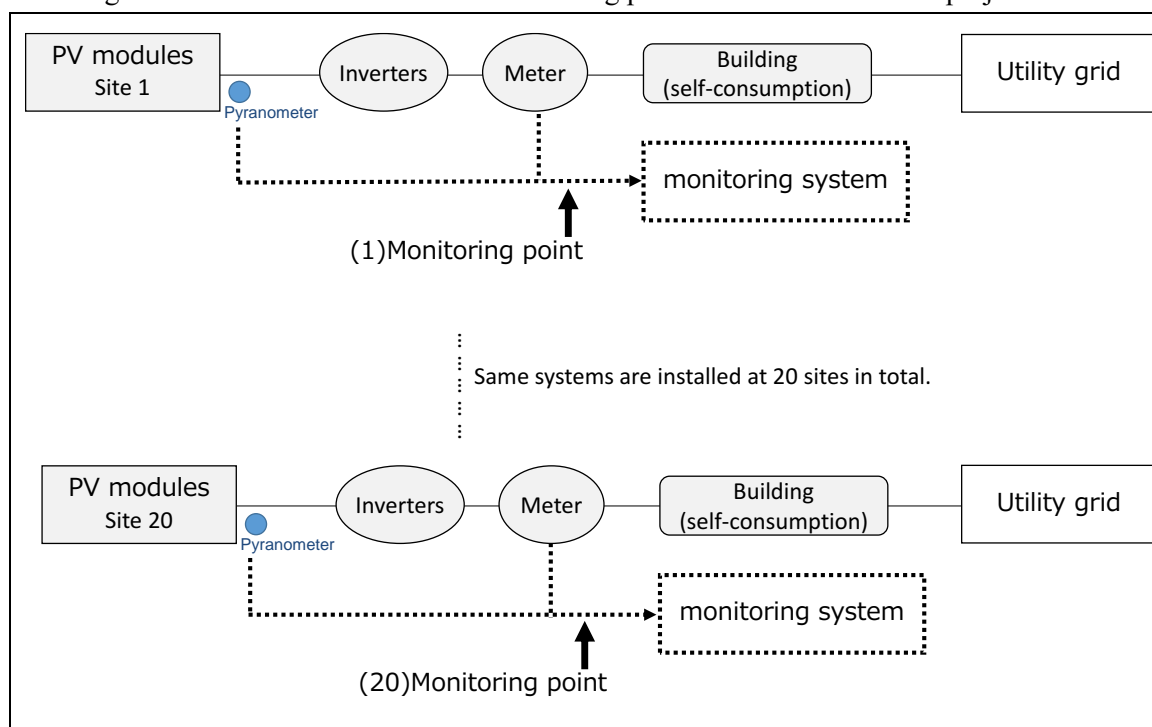 PV modules
Site 1
Inverters
Meter
Building
(self-consumption)
Utility grid
Pyranometer
monitoring system
(1)Monitoring point
Same systems are installed at 20 sites in total.
PV modules
Site 20
Inverters
Meter
Building
(self-consumption)
Utility grid
Pyranometer
monitoring system
(20)Monitoring point